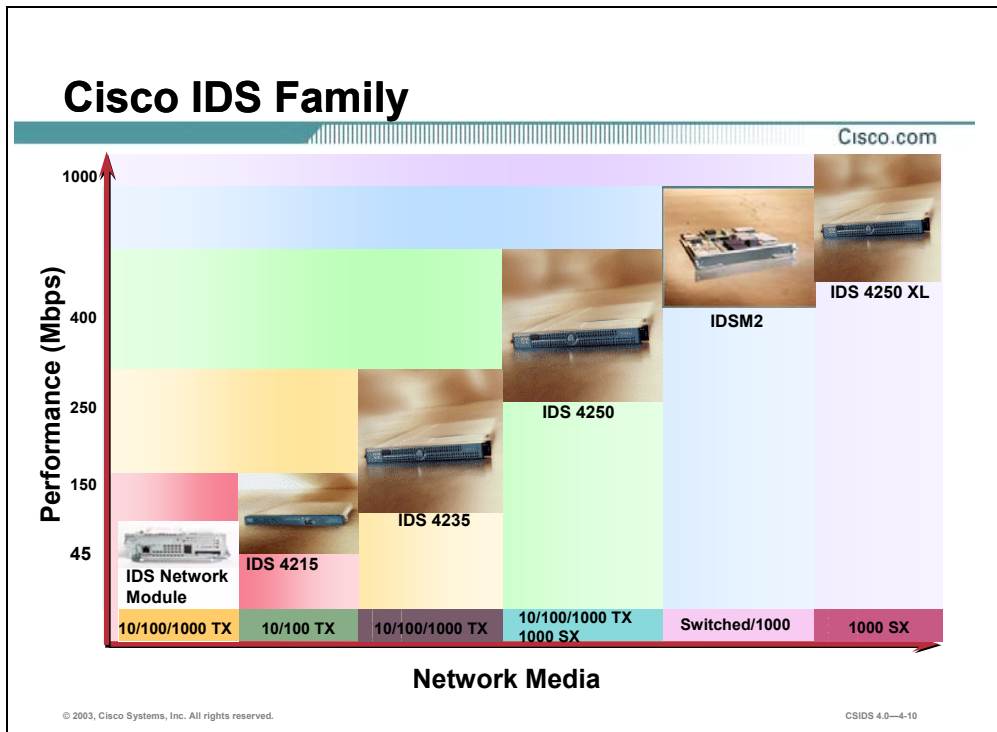 Cisco IDS Family
Cisco.com
Performance (Mbps)
1000
400
250
150
45
IDS 4250 XL
IDSM2
IDS 4250
IDS 4235
IDS 4215
IDS Network
Module
10/100/1000 TX
10/100 TX
10/100/1000 TX
10/100/1000 TX
1000 SX
Switched/1000
1000 SX
Network Media
© 2003, Cisco Systems, Inc. All rights reserved.
CSIDS 4.0—4-10